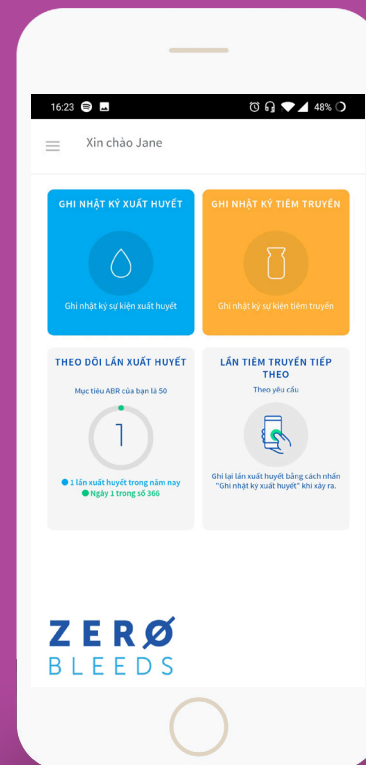 16:23 48%
Xin chào Jane
GHI NHẬT KÝ XUẤT HUYẾT
Ghi nhật ký sự kiện xuất huyết
GHI NHẬT KÝ TIÊM TRUYỀN
Ghi nhật ký sự kiện tiêm truyền
THEO DÕI LẦN XUẤT HUYẾT
Mục tiêu ABR của bạn là 50
1
1 lần xuất huyết trong năm nay
Ngày 1 trong số 366
LẦN TIÊM TRUYỀN TIẾP
THEO
Theo yêu cầu
Ghi lại lần xuất huyết bằng cách nhấn
"Ghi nhật ký xuất huyết" khi xảy ra.
ZERØ
BLEEDS